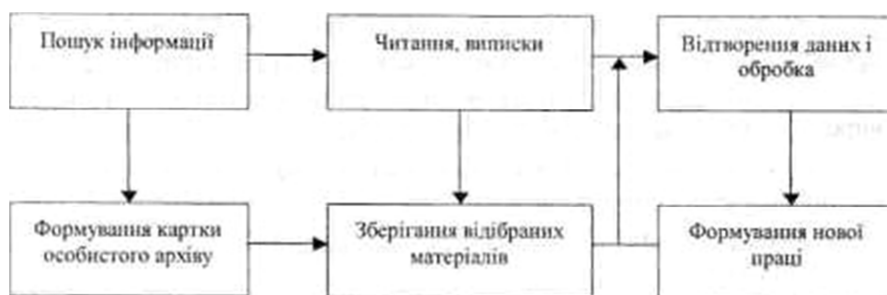 Пошук інформації
Читання, виписки
Відтворення даних і
обробка
Формування картки
особистого архіву
Зберігання відібраних
матеріалів
Формування нової
праці